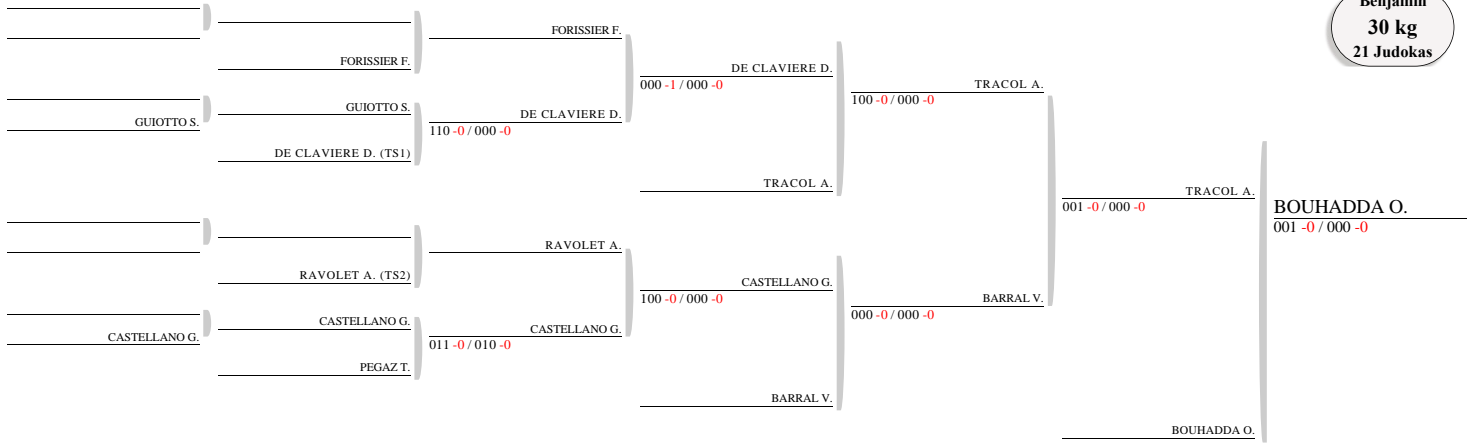 Benjamin
30 kg
21 Judokas
FORISSIER F.
GUIOTTO S.
GUIOTTO S.
DE CLAVIERE D. (TS1)
RAVOLET A. (TS2)
CASTELLANO G.
CASTELLANO G.
PEGAZ T.
FORISSIER F.
DE CLAVIERE D.
110 -0 / 000 -0
RAVOLET A.
CASTELLANO G.
011 -0 / 010 -0
DE CLAVIERE D.
000 -1 / 000 -0
TRACOL A.
CASTELLANO G.
100 -0 / 000 -0
BARRAL V.
TRACOL A.
100 -0 / 000 -0
BARRAL V.
000 -0 / 000 -0
TRACOL A.
001 -0 / 000 -0
BOUHADDA O.
BOUHADDA O.
001 -0 / 000 -0